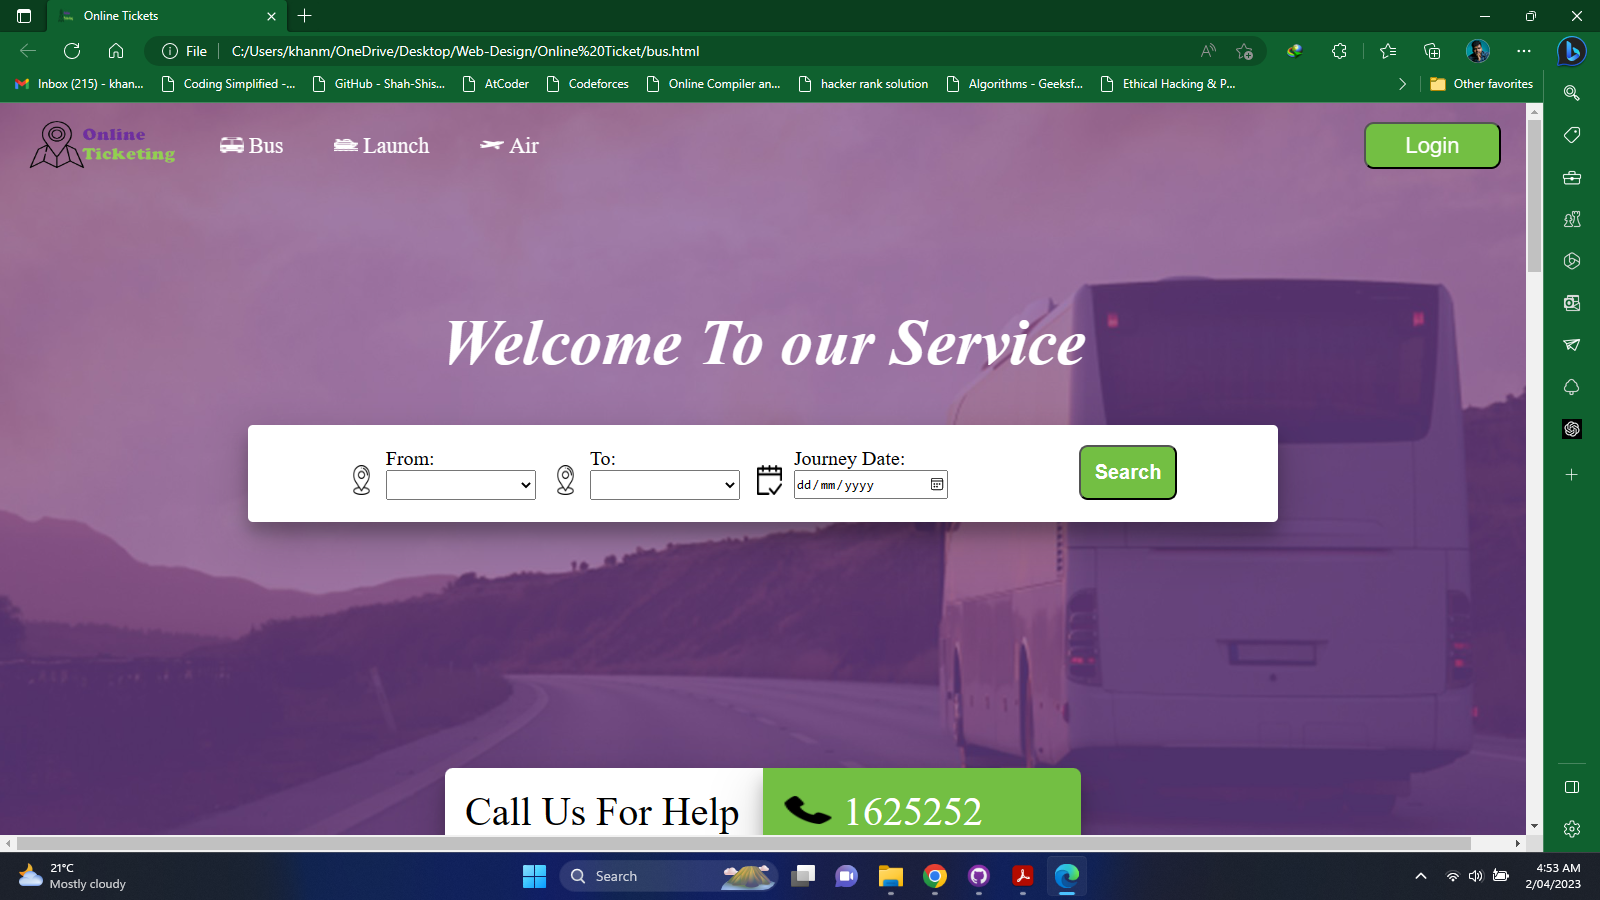 Online Tickets
File
C:/Users/khanm/OneDrive/Desktop/Web-Design/Online%20Ticket/bus.html
Inbox (215) - khan...
Coding Simplified -...
GitHub - Shah-Shis...
AtCoder
Codeforces
Online Compiler an...
hacker rank solution
Algorithms - Geeksf...
Ethical Hacking & P...
Other favorites
Online
Ticketing
Bus
Launch
Air
Login
Welcome To our Service
From:
To:
Journey Date:
dd/mm/yyyy
Search
Call Us For Help
1625252
21°C
Mostly cloudy
Search
4:53 AM
2/04/2023